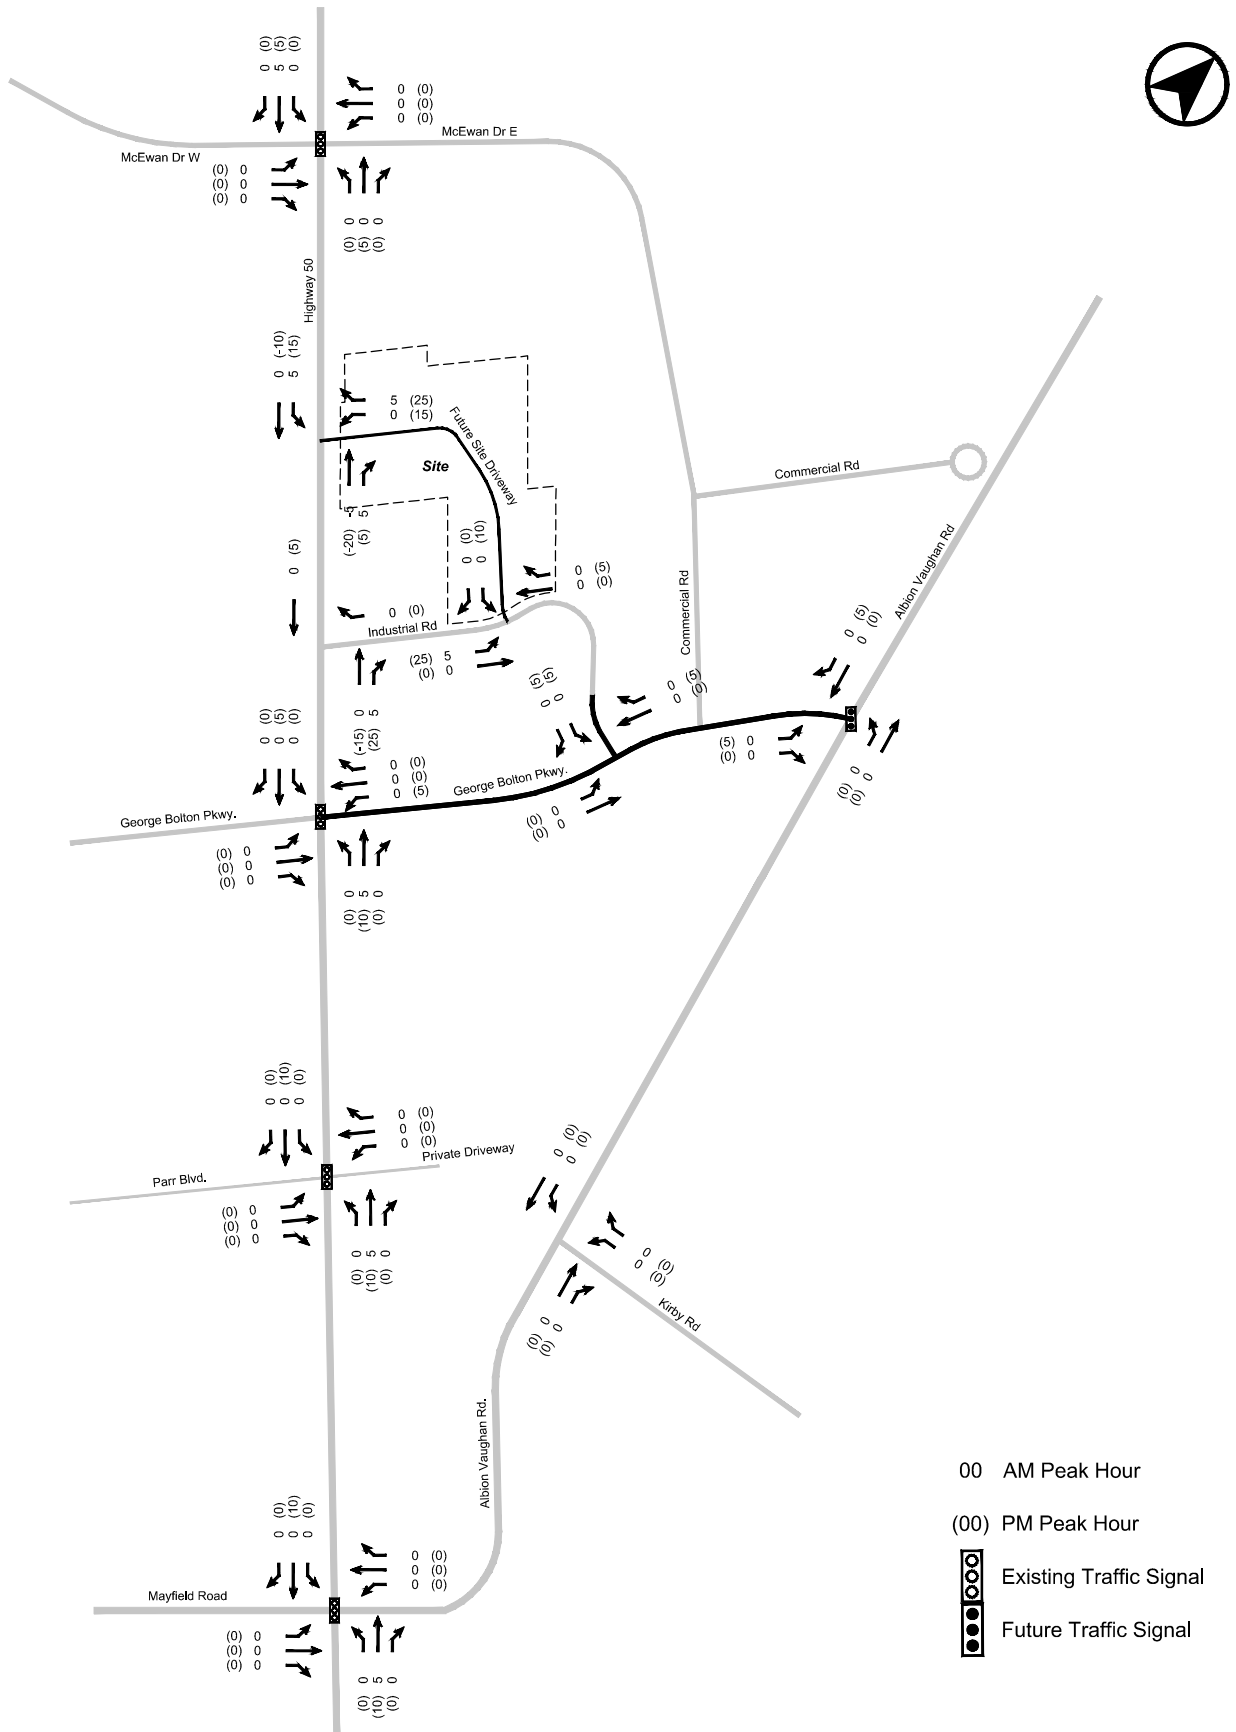 (0) (5) (0)
0 5 0
0 (0)
0 (0)
0 (0)
McEwan Dr E
McEwan Dr W
(0) 0
(0) 0
(0) 0
(0) 0
(5) 0
(0) 0
Highway 50
0 (-10)
5 (15)
5 (25)
0 (15)
Future Site Driveway
Site
(-20) -5
(5) 5
0 (0)
0 (10)
0 (5)
0 (5)
0 (0)
0 (0)
Industrial Rd
(25) 5
(0) 0
Commercial Rd
Commercial Rd
Albion Vaughan Rd
0 (5)
0 (0)
(-15) 0
(25) 5
(5) 0
(5) 0
0 (5)
0 (0)
(0) (5) (0)
0 0 0
0 (0)
0 (0)
0 (5)
George Bolton Pkwy.
George Bolton Pkwy.
(5) 0
(0) 0
(0) 0
(0) 0
(0) 0
(0) 0
(0) 0
(0) 0
(0) 0
(0) 0
(10) 5
(0) 0
(0) (10) (0)
0 0 0
0 (0)
0 (0)
0 (0)
Private Driveway
Parr Blvd.
(0) 0
(0) 0
(0) 0
(0) 0
(10) 5
(0) 0
0 (0)
0 (0)
0 (0)
0 (0)
Kirby Rd
(0) 0
(0) 0
Albion Vaughan Rd.
(0) (10) (0)
0 0 0
0 (0)
0 (0)
0 (0)
Mayfield Road
(0) 0
(0) 0
(0) 0
(0) 0
(10) 5
(0) 0
00 AM Peak Hour
(00) PM Peak Hour
Existing Traffic Signal
Future Traffic Signal